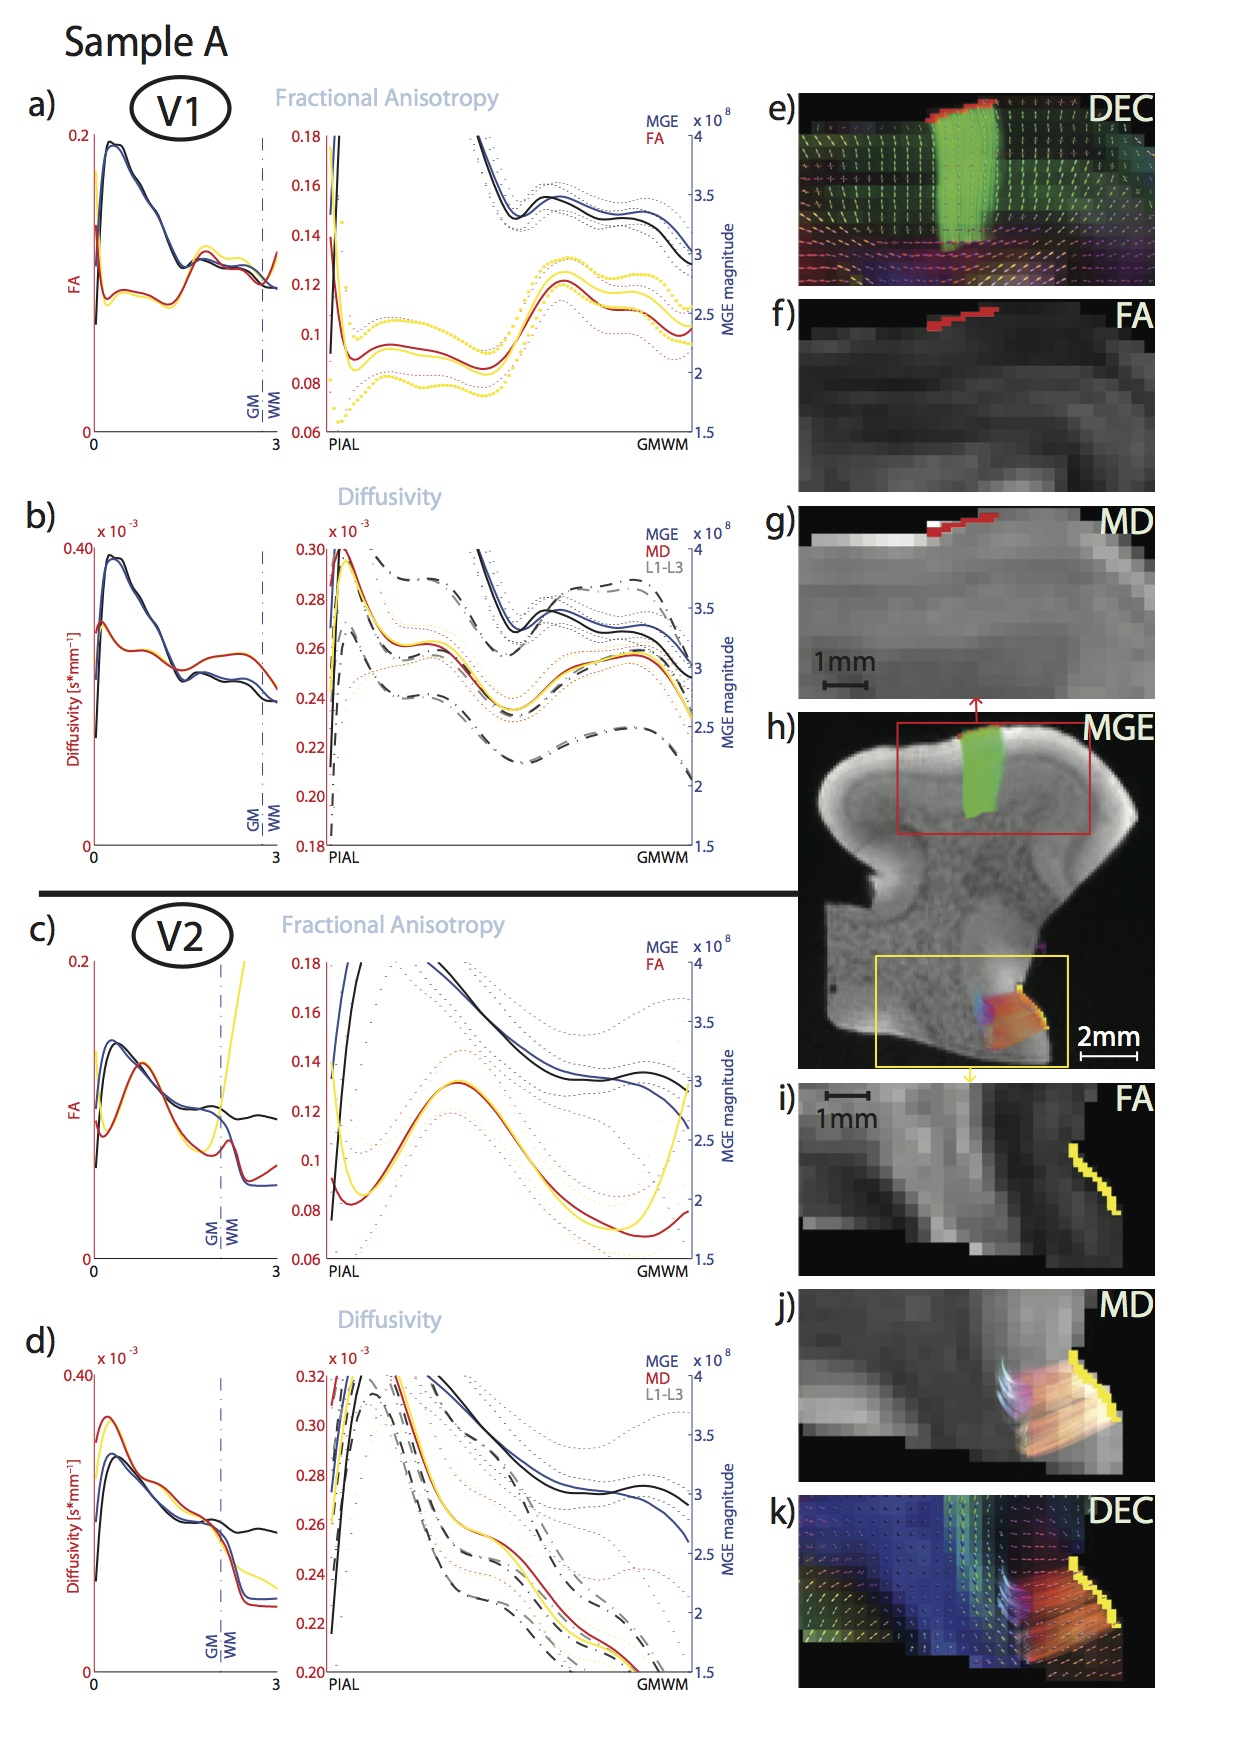 Sample A
a)
V1
Fractional Anisotropy
MGE x 10 8
FA
0.2
FA
0
0
3
GM
WM
0.18
0.16
0.14
0.12
0.1
0.08
0.06
PIAL
GMWM
4
3.5
3
2.5
2
1.5
MGE magnitude
b)
Diffusivity
x 10 -3
0.40
Diffusivity [s*mm⁻¹]
0
0
3
GM
WM
x 10 -3
MGE x 10 8
MD
L1-L3
0.30
0.28
0.26
0.24
0.22
0.20
0.18
PIAL
GMWM
4
3.5
3
2.5
2
1.5
MGE magnitude
c)
V2
Fractional Anisotropy
MGE x 10 8
FA
0.2
FA
0
0
3
GM
WM
0.18
0.16
0.14
0.12
0.1
0.08
0.06
PIAL
GMWM
4
3.5
3
2.5
2
1.5
MGE magnitude
d)
Diffusivity
x 10 -3
0.40
Diffusivity [s*mm⁻¹]
0
0
3
GM
WM
x 10 -3
MGE x 10 8
MD
L1-L3
0.32
0.30
0.28
0.26
0.24
0.22
0.20
PIAL
GMWM
4
3.5
3
2.5
2
1.5
MGE magnitude
e)
DEC
f)
FA
g)
MD
1mm
h)
MGE
2mm
i)
FA
1mm
j)
MD
k)
DEC